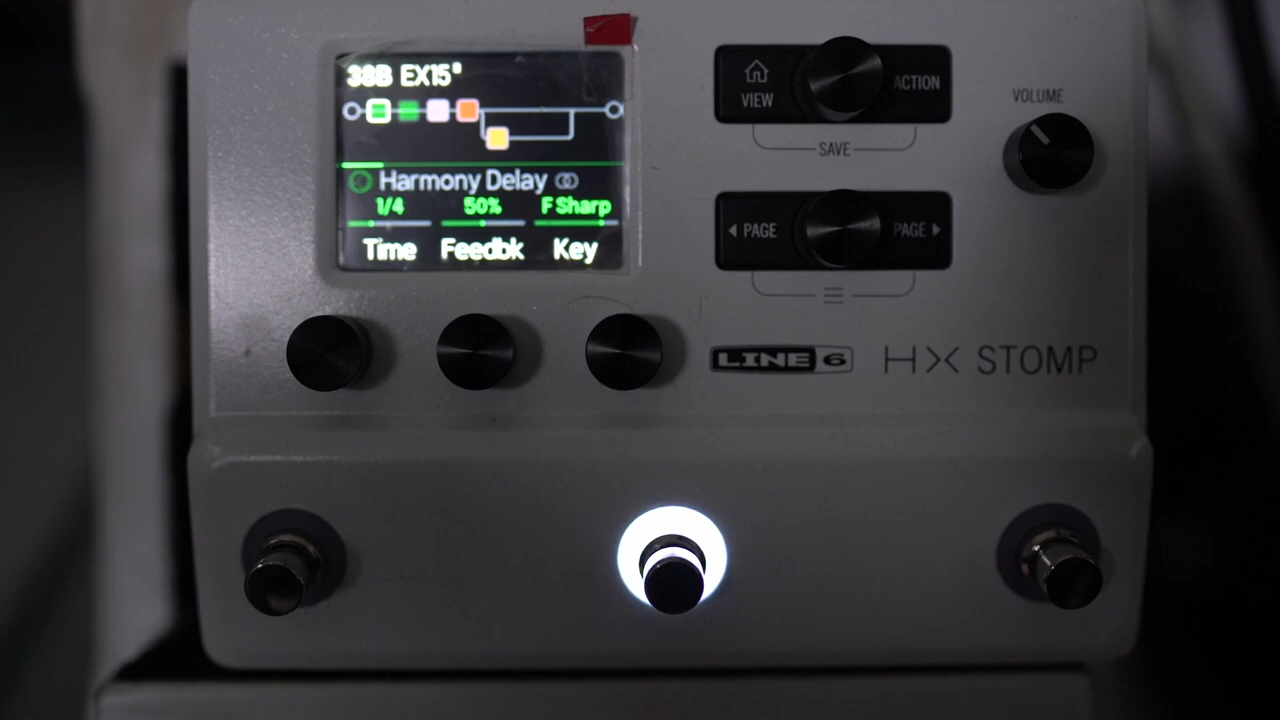 38B EX15
Harmony Delay
1/4 50% F Sharp
Time Feedbk Key
VIEW ACTION
SAVE
PAGE PAGE
VOLUME
LINE 6 HX STOMP